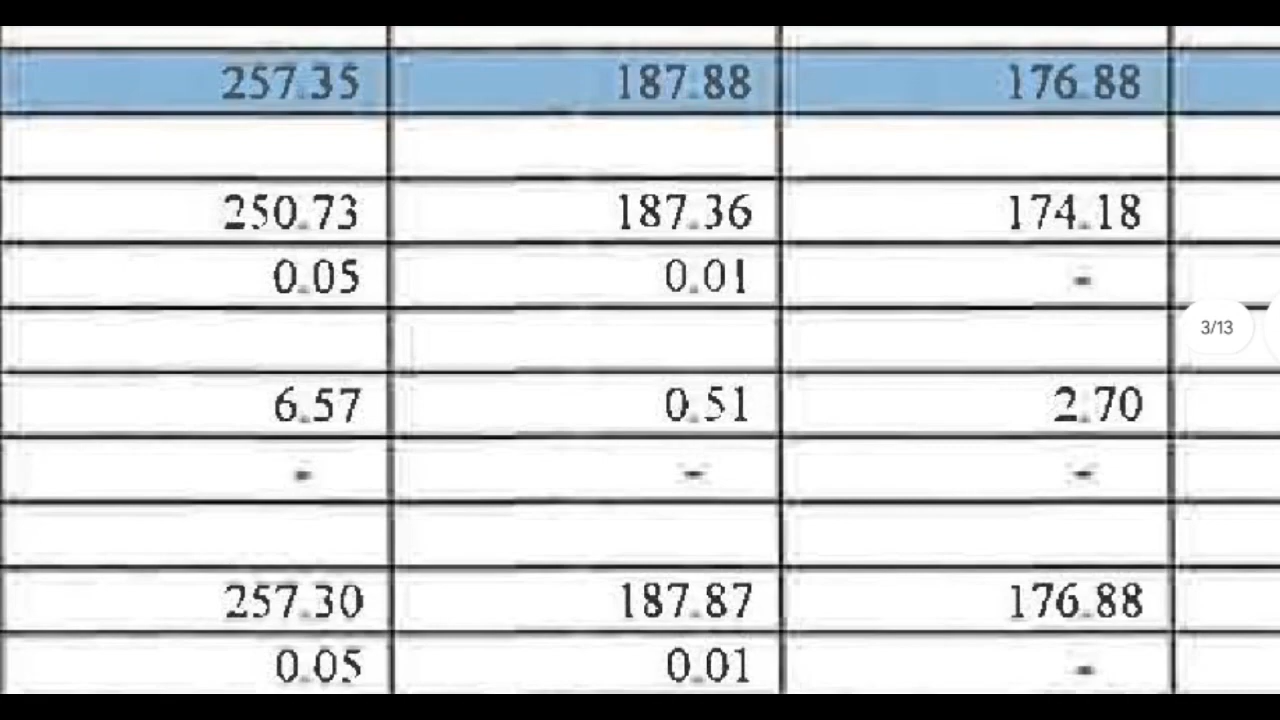 257.35 187.88 176.88
250.73 187.36 174.18
0.05 0.01 -
3/13
6.57 0.51 2.70
- - -
257.30 187.87 176.88
0.05 0.01 -